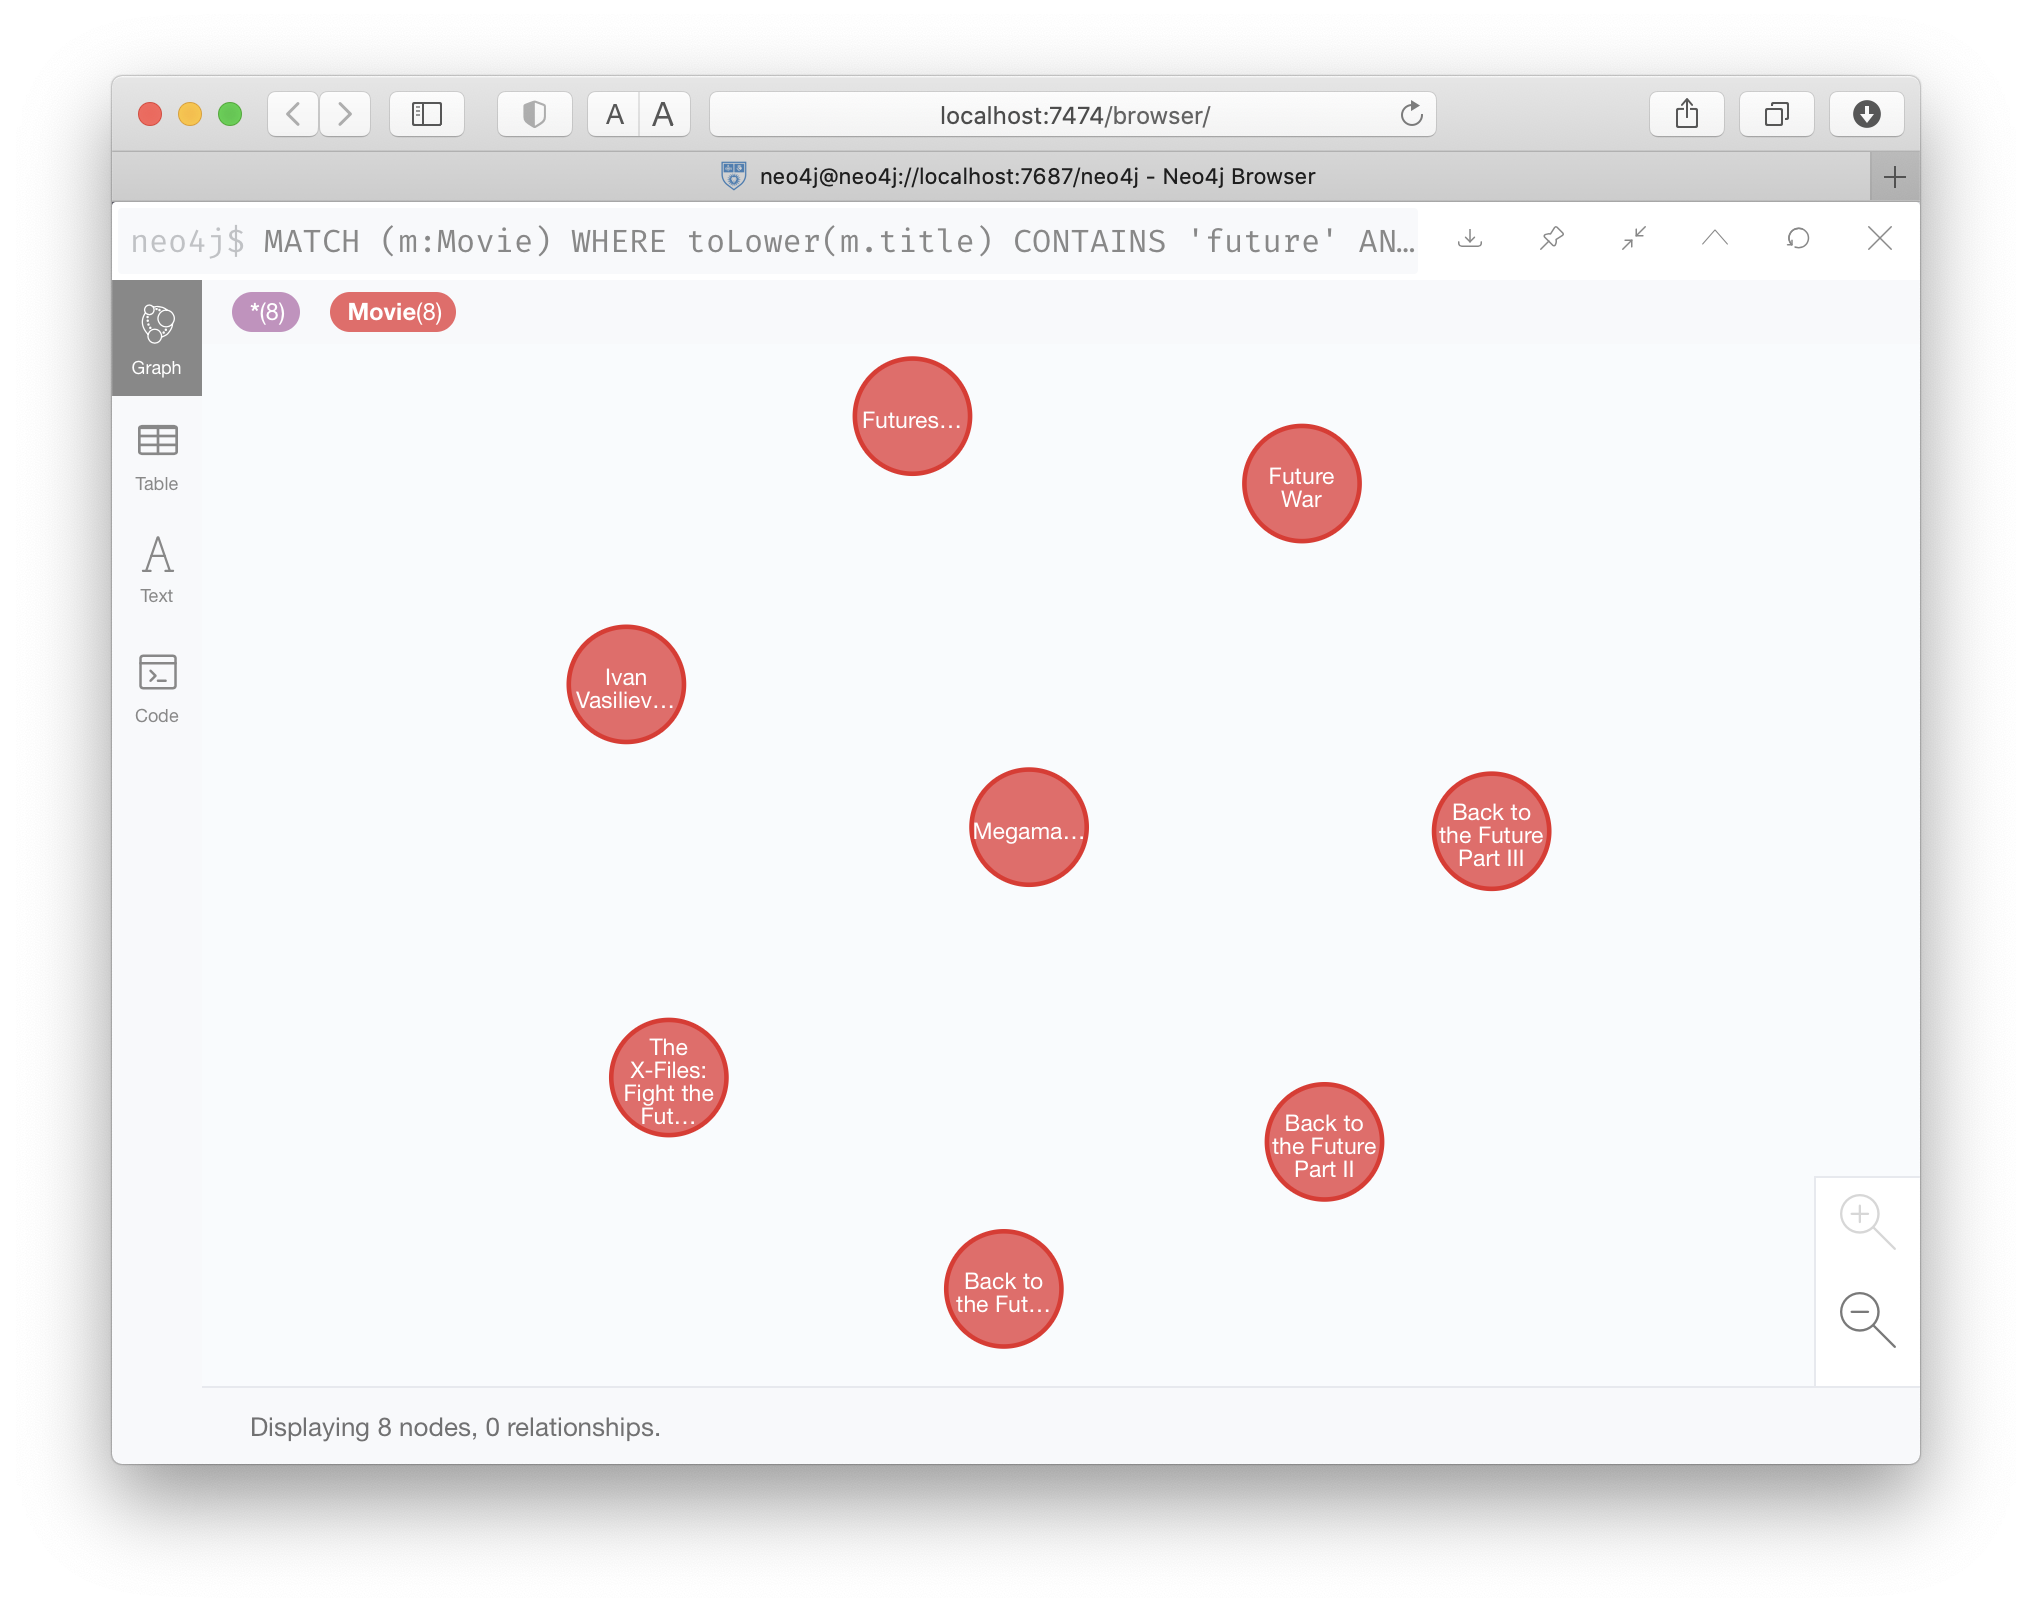 A A
localhost:7474/browser/
neo4j@neo4j://localhost:7687/neo4j - Neo4j Browser
neo4j$ MATCH (m:Movie) WHERE toLower(m.title) CONTAINS 'future' AN…
*(8) Movie(8)
Graph
Table
Text
Code
Futures…
Future
War
Ivan
Vasiliev…
Megama…
Back to
the Future
Part III
The
X-Files:
Fight the
Fut…
Back to
the Future
Part II
Back to
the Fut…
Displaying 8 nodes, 0 relationships.